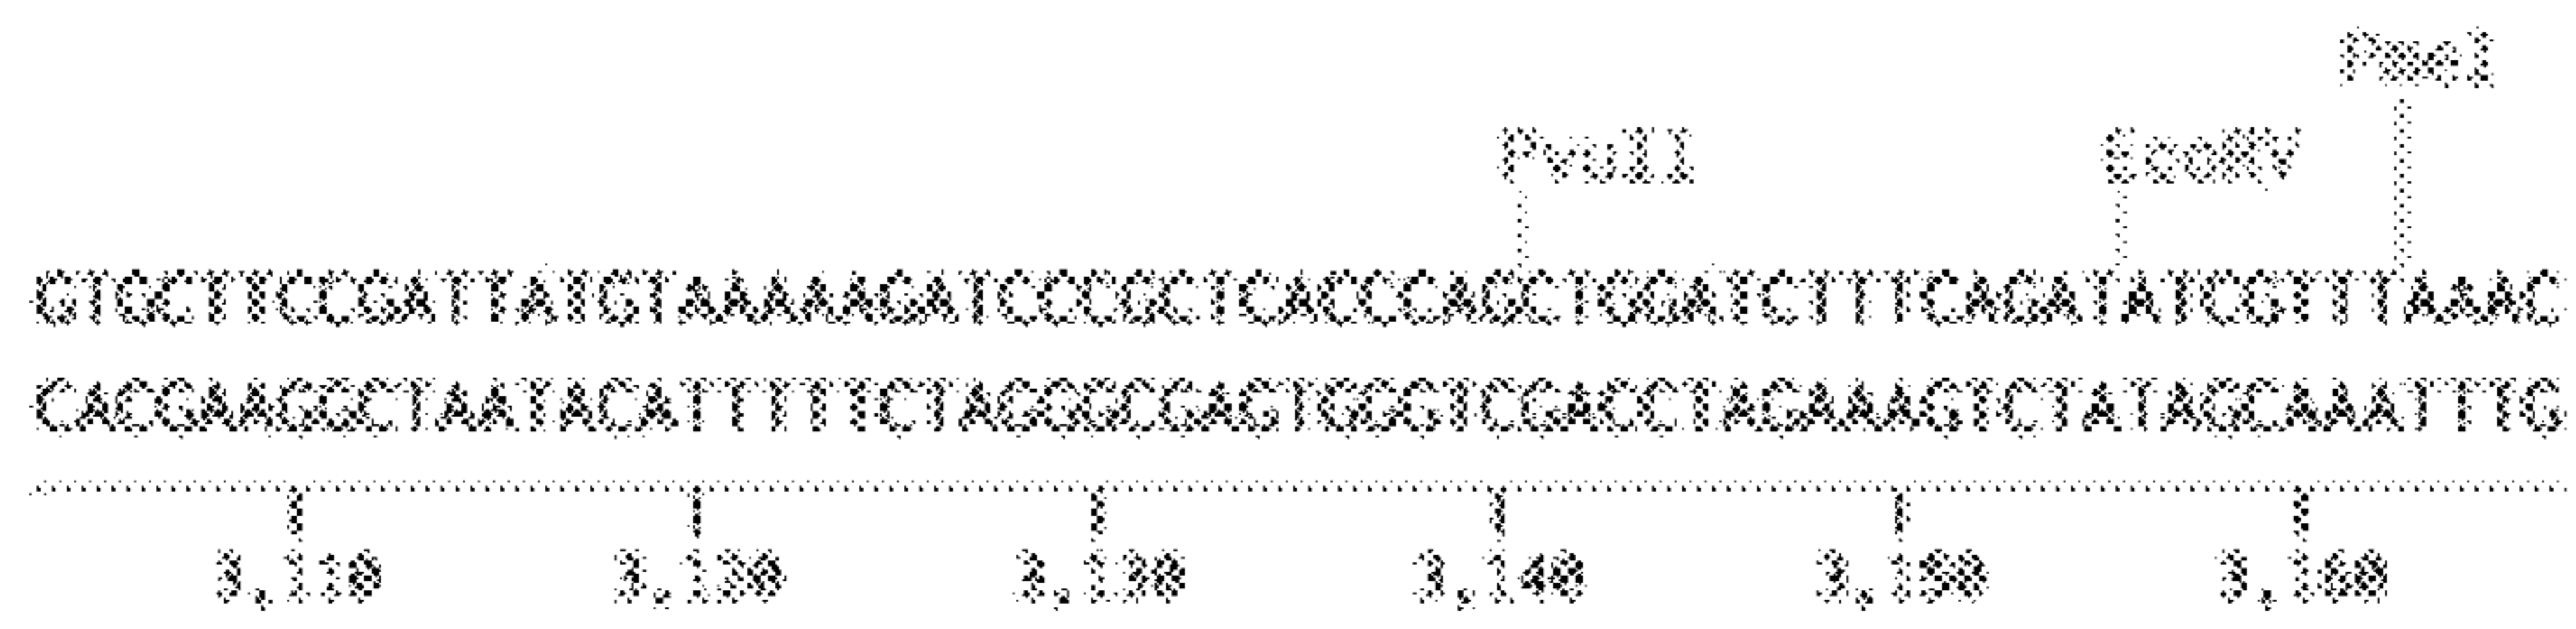 PmeI
PvuII EcoRV
GTGCTTCCGATTATGTAAAAAGATCCCGCTCACCCAGCTGGATCTTTCAGATATCGTTTAAAC
CACGAAGGCTAATACATTTTTCTAGGGCGAGTGGGTCGACCTAGAAAGTCTATAGCAAATTTG
3,110 3,120 3,130 3,140 3,150 3,160